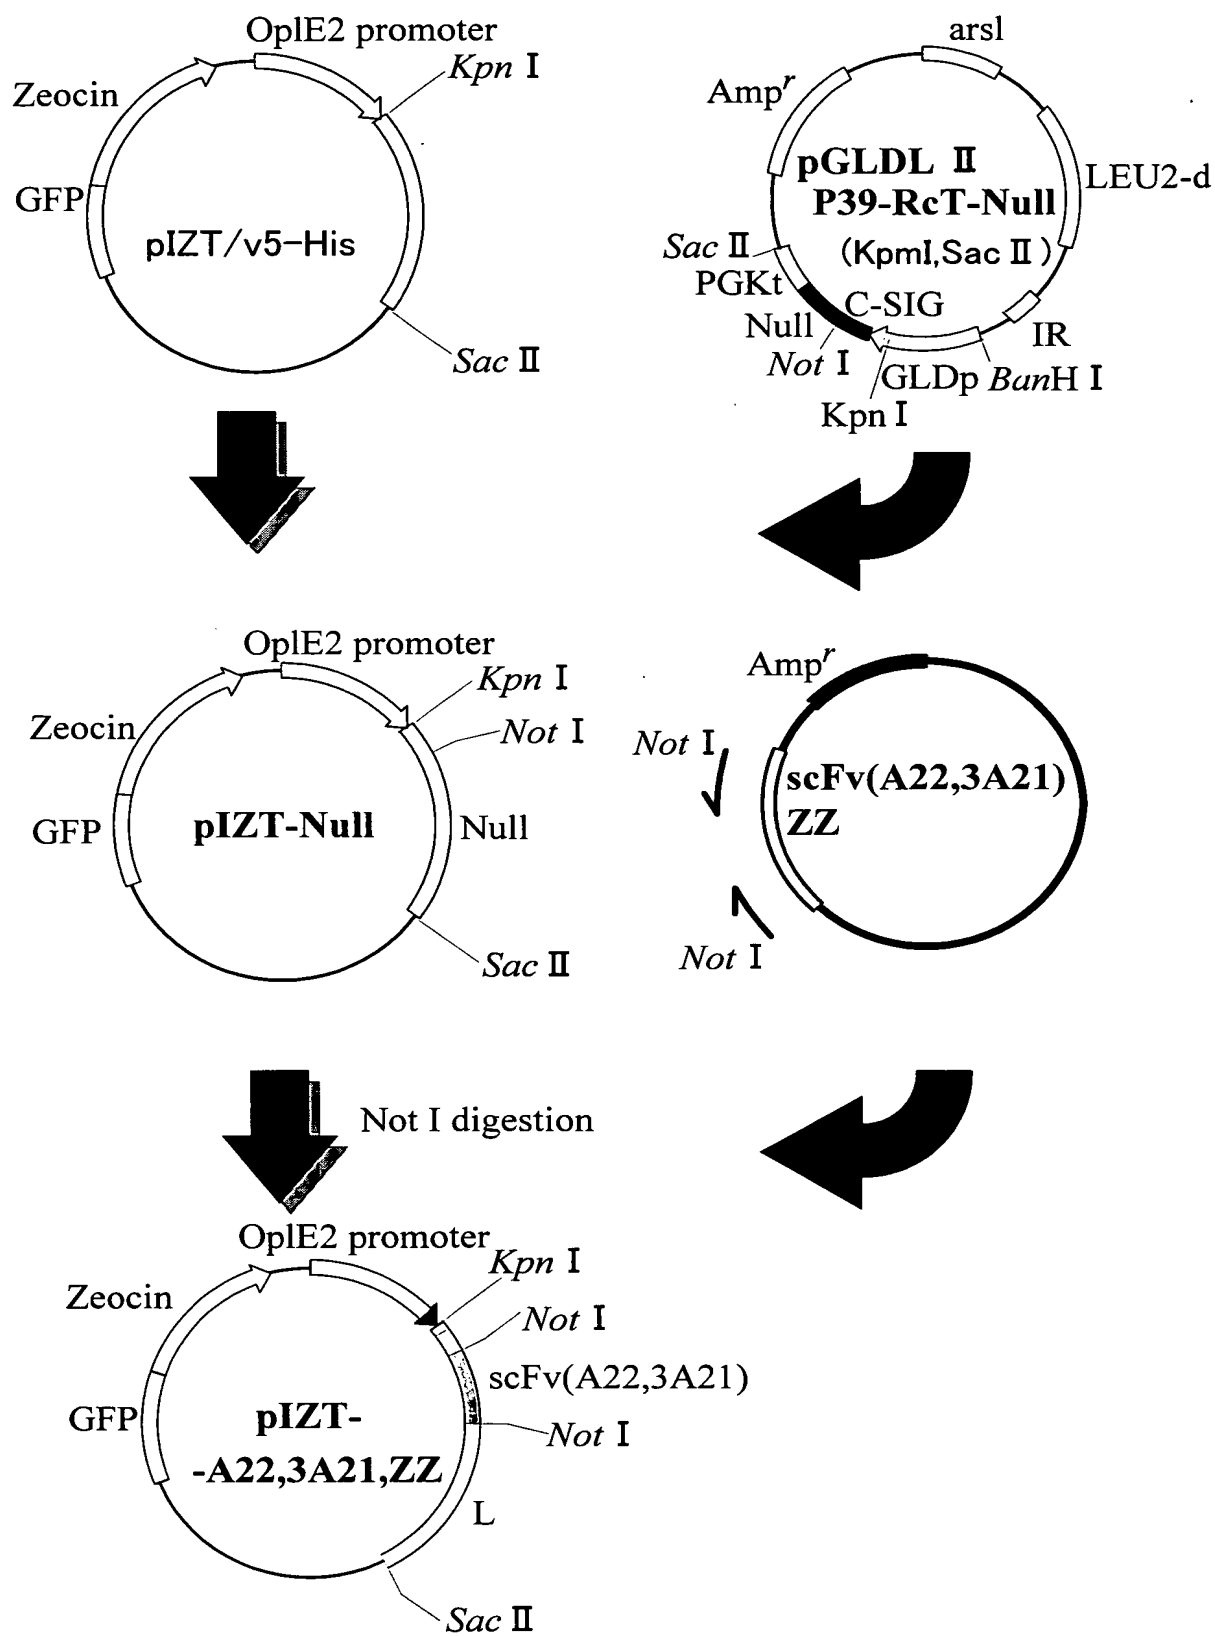 OplE2 promoter
Kpn I
Zeocin
GFP
pIZT/v5-His
Sac II
arsl
Amp^r
pGLDL II
P39-RcT-Null
(KpmI,Sac II)
LEU2-d
Sac II
PGKt
C-SIG
Null
Not I
IR
GLDp
BanH I
Kpn I
OplE2 promoter
Kpn I
Not I
Zeocin
GFP
pIZT-Null
Null
Sac II
Amp^r
Not I
scFv(A22,3A21)
ZZ
Not I
Not I digestion
OplE2 promoter
Kpn I
Zeocin
Not I
scFv(A22,3A21)
GFP
pIZT-
-A22,3A21,ZZ
Not I
L
Sac II